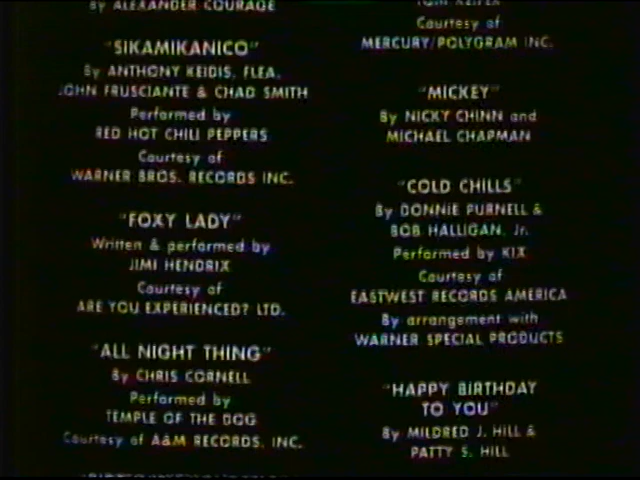 By ALEXANDER COURAGE
"SIKAMIKANICO"
By ANTHONY KEIDIS, FLEA,
JOHN FRUSCIANTE & CHAD SMITH
Performed by
RED HOT CHILI PEPPERS
Courtesy of
WARNER BROS. RECORDS INC.
"FOXY LADY"
Written & performed by
JIMI HENDRIX
Courtesy of
ARE YOU EXPERIENCED? LTD.
"ALL NIGHT THING"
By CHRIS CORNELL
Performed by
TEMPLE OF THE DOG
Courtesy of A&M RECORDS, INC.
Courtesy of
MERCURY/POLYGRAM INC.
"MICKEY"
By NICKY CHINN and
MICHAEL CHAPMAN
"COLD CHILLS"
By DONNIE PURNELL &
BOB HALLIGAN, Jr.
Performed by KIX
Courtesy of
EASTWEST RECORDS AMERICA
By arrangement with
WARNER SPECIAL PRODUCTS
"HAPPY BIRTHDAY
TO YOU"
By MILDRED J. HILL &
PATTY S. HILL